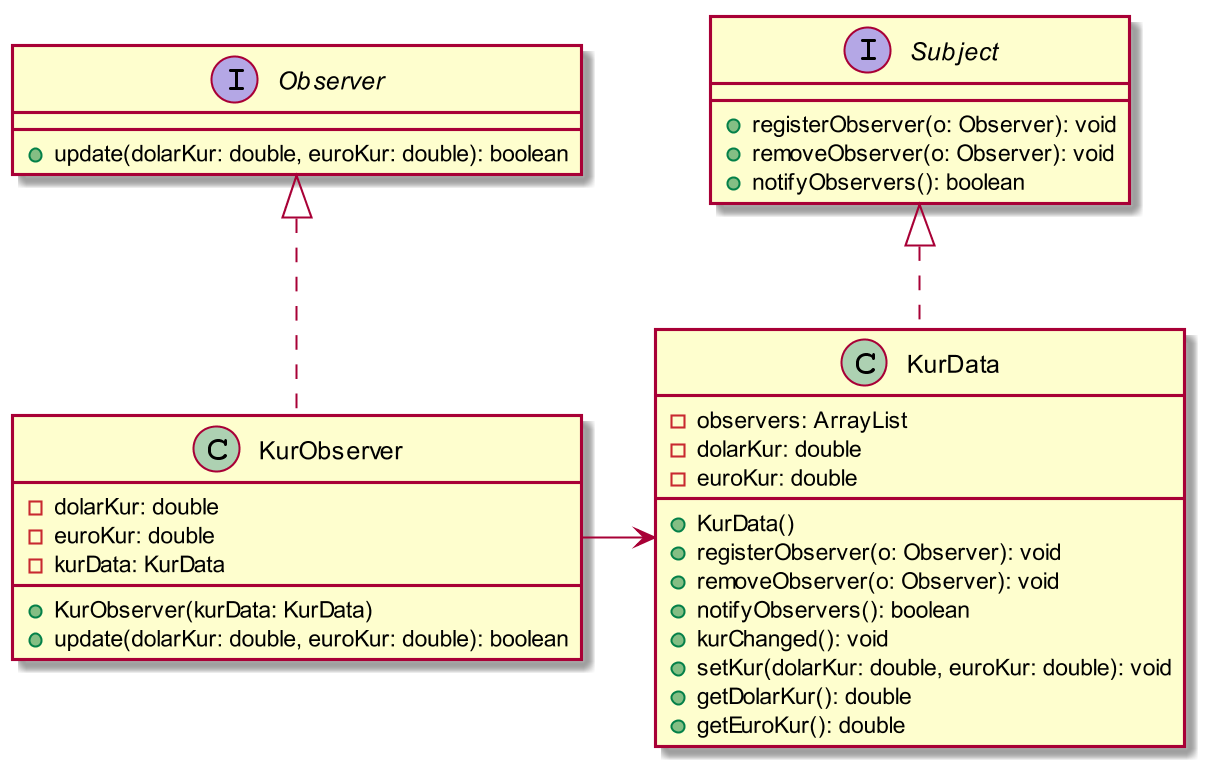 I Observer
update(dolarKur: double, euroKur: double): boolean
I Subject
registerObserver(o: Observer): void
removeObserver(o: Observer): void
notifyObservers(): boolean
C KurObserver
dolarKur: double
euroKur: double
kurData: KurData
KurObserver(kurData: KurData)
update(dolarKur: double, euroKur: double): boolean
C KurData
observers: ArrayList
dolarKur: double
euroKur: double
KurData()
registerObserver(o: Observer): void
removeObserver(o: Observer): void
notifyObservers(): boolean
kurChanged(): void
setKur(dolarKur: double, euroKur: double): void
getDolarKur(): double
getEuroKur(): double